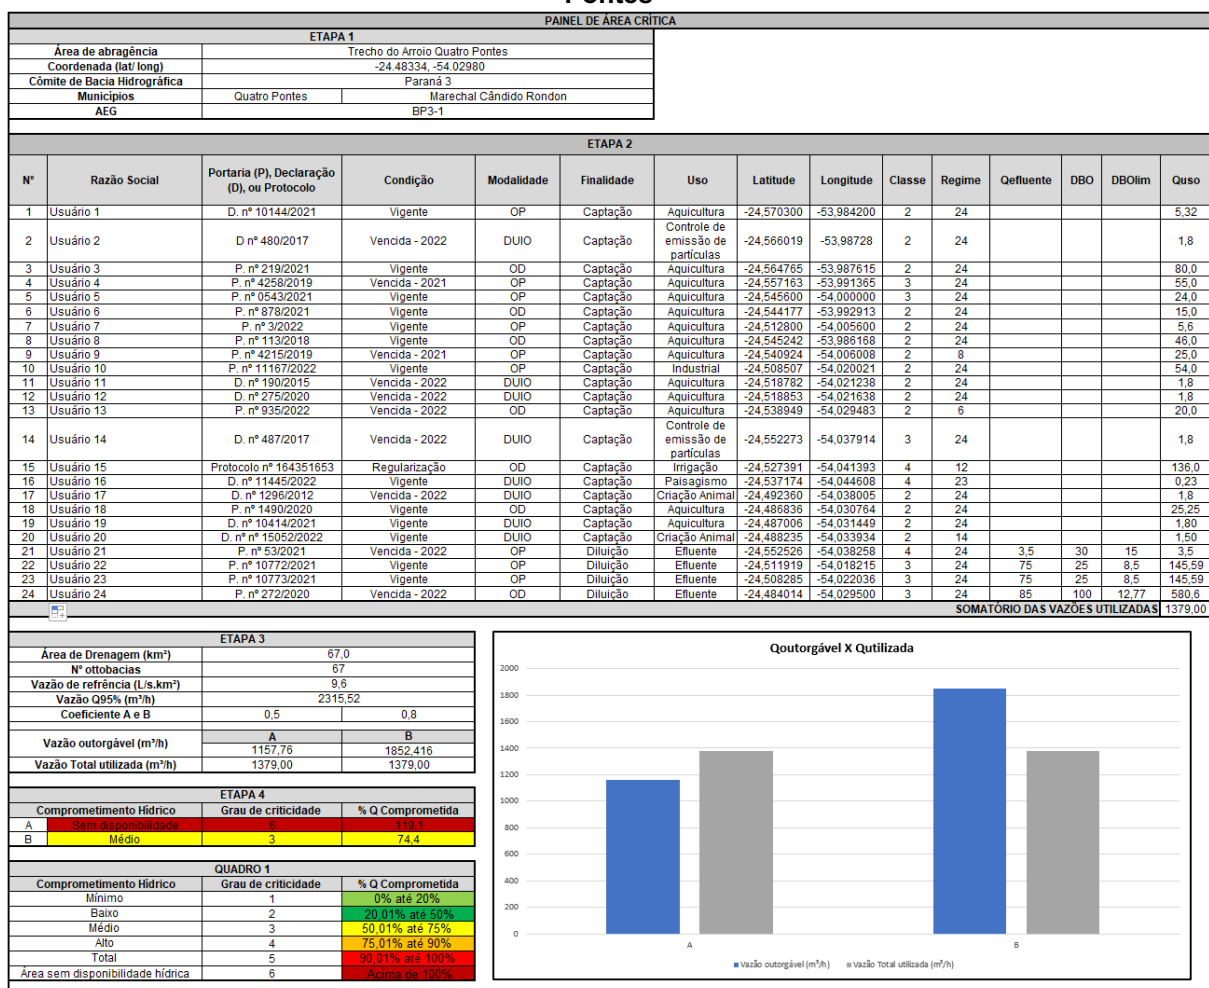 Pontes
PAINEL DE ÁREA CRÍTICA
ETAPA 1
Área de abragência Trecho do Arroio Quatro Pontes
Coordenada (lat/ long) -24.48334, -54.02980
Cômite de Bacia Hidrográfica Paraná 3
Municípios Quatro Pontes Marechal Cândido Rondon
AEG BP3-1
ETAPA 2
Nº Razão Social Portaria (P), Declaração (D), ou Protocolo Condição Modalidade Finalidade Uso Latitude Longitude Classe Regime Qefluente DBO DBOlim Quso
1 Usuário 1 D. nº 10144/2021 Vigente OP Captação Aquicultura -24,570300 -53,984200 2 24 5,32
2 Usuário 2 D nº 480/2017 Vencida - 2022 DUIO Captação Controle de emissão de partículas -24,566019 -53,98728 2 24 1,8
3 Usuário 3 P. nº 219/2021 Vigente OD Captação Aquicultura -24,564765 -53,987615 2 24 80,0
4 Usuário 4 P. nº 4258/2019 Vencida - 2021 OP Captação Aquicultura -24,557163 -53,991365 3 24 55,0
5 Usuário 5 P. nº 0543/2021 Vigente OP Captação Aquicultura -24,545600 -54,000000 3 24 24,0
6 Usuário 6 P. nº 878/2021 Vigente OD Captação Aquicultura -24,544177 -53,992913 2 24 15,0
7 Usuário 7 P. nº 3/2022 Vigente OP Captação Aquicultura -24,512800 -54,005600 2 24 5,6
8 Usuário 8 P. nº 113/2018 Vigente OD Captação Aquicultura -24,545242 -53,986168 2 24 46,0
9 Usuário 9 P. nº 4215/2019 Vencida - 2021 OP Captação Aquicultura -24,540924 -54,006008 2 8 25,0
10 Usuário 10 P. nº 11167/2022 Vigente OP Captação Industrial -24,508507 -54,020021 2 24 54,0
11 Usuário 11 D. nº 190/2015 Vencida - 2022 DUIO Captação Aquicultura -24,518782 -54,021238 2 24 1,8
12 Usuário 12 D. nº 275/2020 Vencida - 2022 DUIO Captação Aquicultura -24,518853 -54,021638 2 24 1,8
13 Usuário 13 P. nº 935/2022 Vencida - 2022 OD Captação Aquicultura -24,538949 -54,029483 2 6 20,0
14 Usuário 14 D. nº 487/2017 Vencida - 2022 DUIO Captação Controle de emissão de partículas -24,552273 -54,037914 3 24 1,8
15 Usuário 15 Protocolo nº 164351653 Regularização OD Captação Irrigação -24,527391 -54,041393 4 12 136,0
16 Usuário 16 D. nº 11445/2022 Vigente DUIO Captação Paisagismo -24,537174 -54,044608 4 23 0,23
17 Usuário 17 D. nº 1296/2012 Vencida - 2022 DUIO Captação Criação Animal -24,492360 -54,038005 2 24 1,8
18 Usuário 18 P. nº 1490/2020 Vigente OD Captação Aquicultura -24,486836 -54,030764 2 24 25,25
19 Usuário 19 D. nº 10414/2021 Vigente DUIO Captação Aquicultura -24,487006 -54,031449 2 24 1,80
20 Usuário 20 D. nº nº 15052/2022 Vigente DUIO Captação Criação Animal -24,488235 -54,033934 2 14 1,50
21 Usuário 21 P. nº 53/2021 Vencida - 2022 OP Diluição Efluente -24,552526 -54,038258 4 24 3,5 30 15 3,5
22 Usuário 22 P. nº 10772/2021 Vigente OP Diluição Efluente -24,511919 -54,018215 3 24 75 25 8,5 145,59
23 Usuário 23 P. nº 10773/2021 Vigente OP Diluição Efluente -24,508285 -54,022036 3 24 75 25 8,5 145,59
24 Usuário 24 P. nº 272/2020 Vencida - 2022 OD Diluição Efluente -24,484014 -54,029500 3 24 85 100 12,77 580,6
SOMATÓRIO DAS VAZÕES UTILIZADAS 1379,00
ETAPA 3
Área de Drenagem (km²) 67,0
Nº ottobacias 67
Vazão de refrência (L/s.km²) 9,6
Vazão Q95% (m³/h) 2315,52
Coeficiente A e B 0,5 0,8
Vazão outorgável (m³/h) A B
1157,76 1852,416
Vazão Total utilizada (m³/h) 1379,00 1379,00
ETAPA 4
Comprometimento Hídrico Grau de criticidade % Q Comprometida
A Sem disponibilidade 6 119,1
B Médio 3 74,4
QUADRO 1
Comprometimento Hídrico Grau de criticidade % Q Comprometida
Mínimo 1 0% até 20%
Baixo 2 20,01% até 50%
Médio 3 50,01% até 75%
Alto 4 75,01% até 90%
Total 5 90,01% até 100%
Área sem disponibilidade hídrica 6 Acima de 100%
Qoutorgável X Qutilizada
2000
1800
1600
1400
1200
1000
800
600
400
200
0
A B
Vazão outorgável (m³/h) Vazão Total utilizada (m³/h)